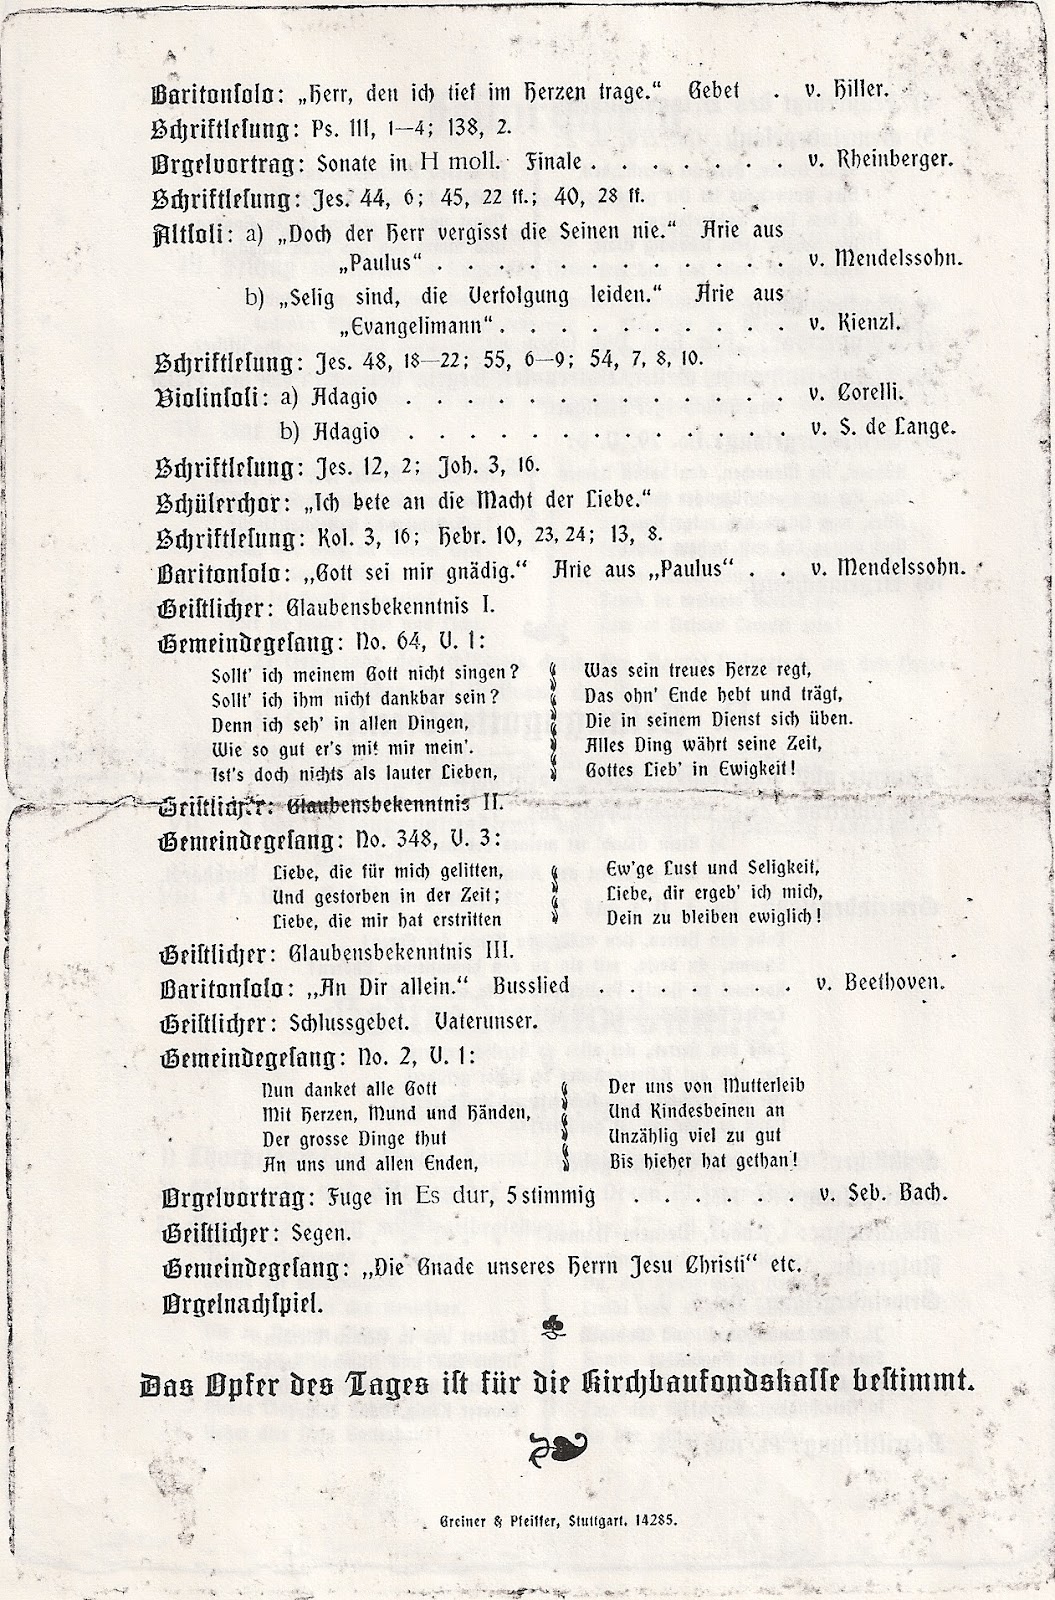 Baritonsolo: „Herr, den ich tief im Herzen trage.“ Gebet . v. Hiller.
Schriftlesung: Ps. 111, 1—4; 138, 2.
Orgelvortrag: Sonate in H moll. Finale . . . . . . . v. Rheinberger.
Schriftlesung: Jes. 44, 6; 45, 22 ff.; 40, 28 ff.
Altsoli: a) „Doch der Herr vergisst die Seinen nie.“ Arie aus
„Paulus“ . . . . . . . . . . . . v. Mendelssohn.
b) „Selig sind, die Verfolgung leiden.“ Arie aus
„Evangelimann“ . . . . . . . . . . v. Kienzl.
Schriftlesung: Jes. 48, 18—22; 55, 6—9; 54, 7, 8, 10.
Violinsoli: a) Adagio . . . . . . . . . . . . . v. Corelli.
b) Adagio . . . . . . . . . . . . . v. S. de Lange.
Schriftlesung: Jes. 12, 2; Joh. 3, 16.
Schülerchor: „Ich bete an die Macht der Liebe.“
Schriftlesung: Kol. 3, 16; Hebr. 10, 23, 24; 13, 8.
Baritonsolo: „Gott sei mir gnädig.“ Arie aus „Paulus“ . . v. Mendelssohn.
Geistlicher: Glaubensbekenntnis I.
Gemeindegesang: No. 64, V. 1:
Sollt' ich meinem Gott nicht singen?
Sollt' ich ihm nicht dankbar sein?
Denn ich seh' in allen Dingen,
Wie so gut er's mit mir mein'.
Ist's doch nichts als lauter Lieben,
Was sein treues Herze regt,
Das ohn' Ende hebt und trägt,
Die in seinem Dienst sich üben.
Alles Ding währt seine Zeit,
Gottes Lieb' in Ewigkeit!
Geistlicher: Glaubensbekenntnis II.
Gemeindegesang: No. 348, V. 3:
Liebe, die für mich gelitten,
Und gestorben in der Zeit;
Liebe, die mir hat erstritten
Ew'ge Lust und Seligkeit,
Liebe, dir ergeb' ich mich,
Dein zu bleiben ewiglich!
Geistlicher: Glaubensbekenntnis III.
Baritonsolo: „An Dir allein.“ Busslied . . . . . . . v. Beethoven.
Geistlicher: Schlussgebet. Vaterunser.
Gemeindegesang: No. 2, V. 1:
Nun danket alle Gott
Mit Herzen, Mund und Händen,
Der grosse Dinge thut
An uns und allen Enden,
Der uns von Mutterleib
Und Kindesbeinen an
Unzählig viel zu gut
Bis hieher hat gethan!
Orgelvortrag: Fuge in Es dur, 5 stimmig . . . . . . v. Seb. Bach.
Geistlicher: Segen.
Gemeindegesang: „Die Gnade unseres Herrn Jesu Christi“ etc.
Orgelnachspiel.
Das Opfer des Tages ist für die Kirchbaufondskasse bestimmt.
Greiner & Pfeiffer, Stuttgart. 14285.